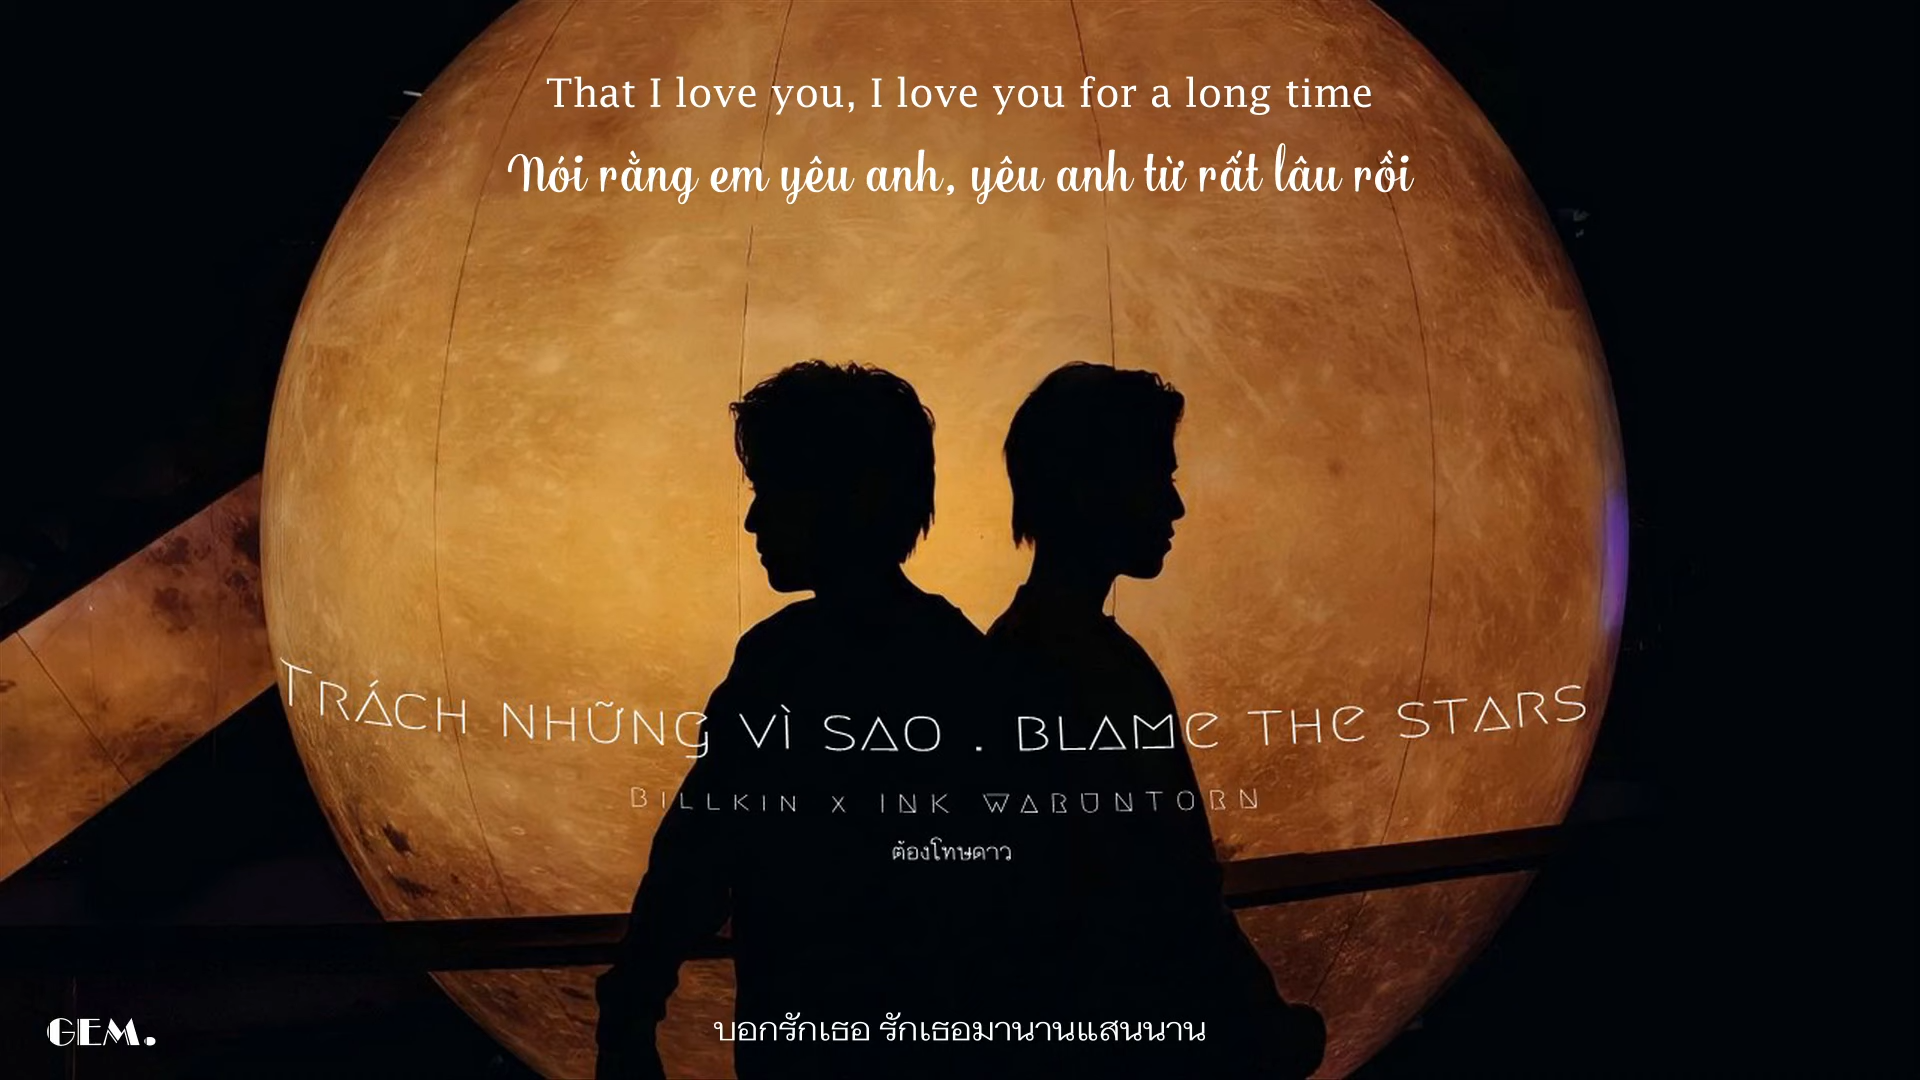 That I love you, I love you for a long time
Nói rằng em yêu anh, yêu anh từ rất lâu rồi
TRÁCH NHỮNG VÌ SAO . BLAME THE STARS
BILLKIN X INK WARUNTORN
ต้องโทษดาว
GEM.
บอกรักเธอ รักเธอมานานแสนนาน